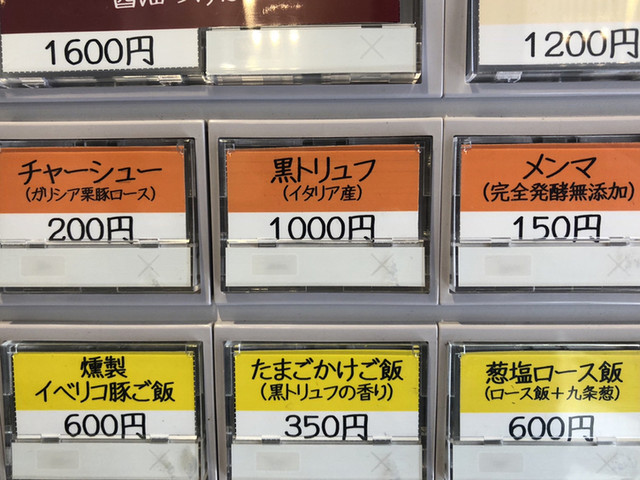 1600円
1200円
チャーシュー
(ガリシア栗豚ロース)
200円
黒トリュフ
(イタリア産)
1000円
メンマ
(完全発酵無添加)
150円
燻製
イベリコ豚ご飯
600円
たまごかけご飯
(黒トリュフの香り)
350円
葱塩ロース飯
(ロース飯+九条葱)
600円